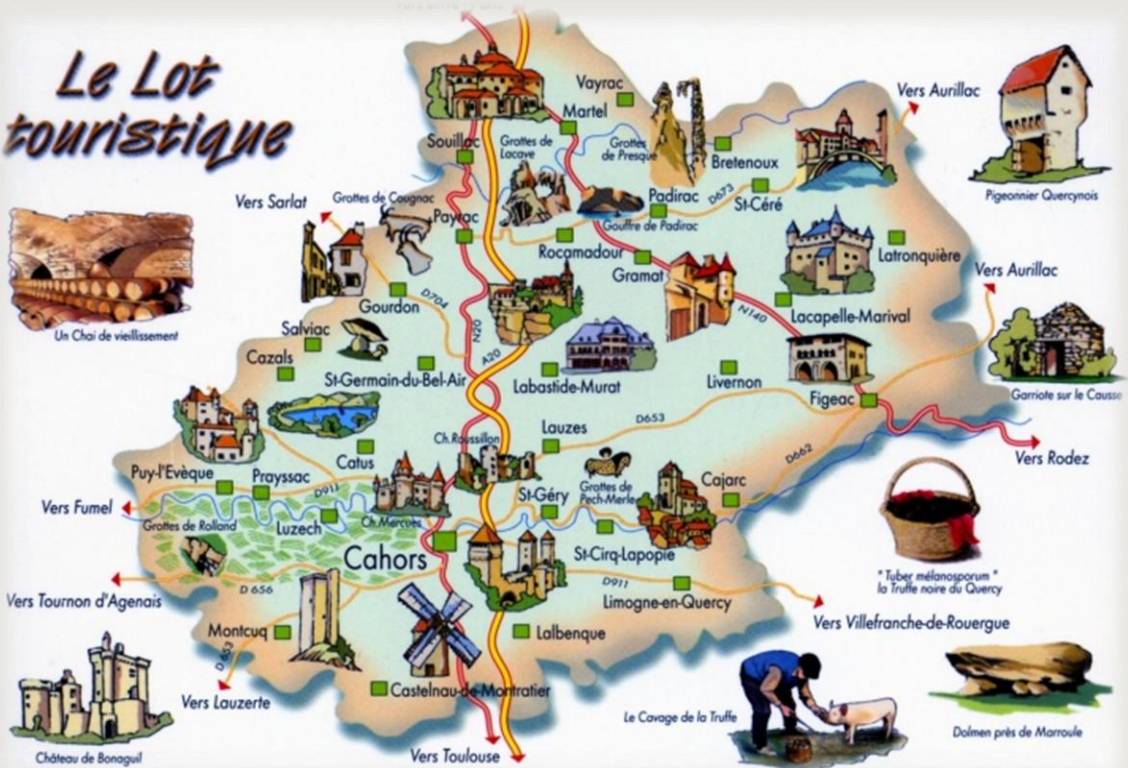 Le Lot
touristique
Vayrac
Martel
Vers Aurillac
Souillac
Grottes de
Lacave
Grottes
de Presque
Bretenoux
Pigeonnier Quercynois
Vers Sarlat
Grottes de Cougnac
Payrac
Padirac
D673
St-Céré
Gouffre de Padirac
Rocamadour
Gramat
Latronquière
Vers Aurillac
Un Chai de vieillissement
Gourdon
D704
N20
A20
N140
Lacapelle-Marival
Salviac
Cazals
St-Germain-du-Bel-Air
Labastide-Murat
Livernon
Figeac
Garriote sur le Causse
D653
Lauzes
Ch.Roussillon
Catus
D662
Vers Rodez
Puy-l'Evèque
Prayssac
D911
St-Géry
Grottes de
Pech-Merle
Cajarc
Vers Fumel
Grottes de Rolland
Luzech
Ch.Mercuès
Cahors
St-Cirq-Lapopie
"Tuber mélanosporum"
la Truffe noire du Quercy
D 656
D911
Vers Tournon d'Agenais
Limogne-en-Quercy
Vers Villefranche-de-Rouergue
Montcuq
Lalbenque
Vers Lauzerte
Castelnau-de-Montratier
Le Cavage de la Truffe
Dolmen près de Marroule
Château de Bonaguil
Vers Toulouse